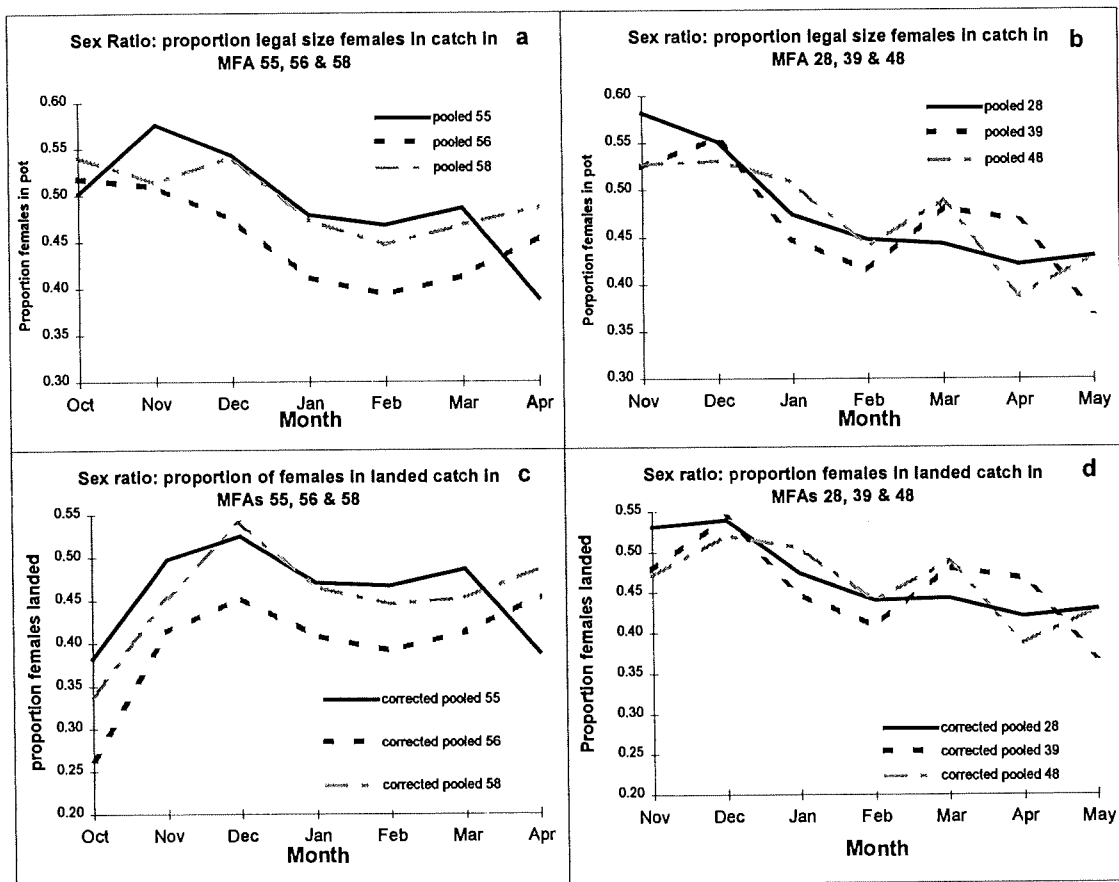 Sex Ratio: proportion legal size females in catch in
MFA 55, 56 & 58
a
0.60
0.55
0.50
0.45
0.40
0.35
0.30
Proportion females in pot
pooled 55
pooled 56
pooled 58
Oct Nov Dec Jan Feb Mar Apr
Month
Sex ratio: proportion legal size females in catch in
MFA 28, 39 & 48
b
0.60
0.55
0.50
0.45
0.40
0.35
0.30
Porportion females in pot
pooled 28
pooled 39
pooled 48
Nov Dec Jan Feb Mar Apr May
Month
Sex ratio: proportion of females in landed catch in
MFAs 55, 56 & 58
c
0.55
0.50
0.45
0.40
0.35
0.30
0.25
0.20
proportion females landed
corrected pooled 55
corrected pooled 56
corrected pooled 58
Oct Nov Dec Jan Feb Mar Apr
Month
Sex ratio: proportion females in landed catch in
MFAs 28, 39 & 48
d
0.55
0.50
0.45
0.40
0.35
0.30
0.25
0.20
Proportion females landed
corrected pooled 28
corrected pooled 39
corrected pooled 48
Nov Dec Jan Feb Mar Apr May
Month